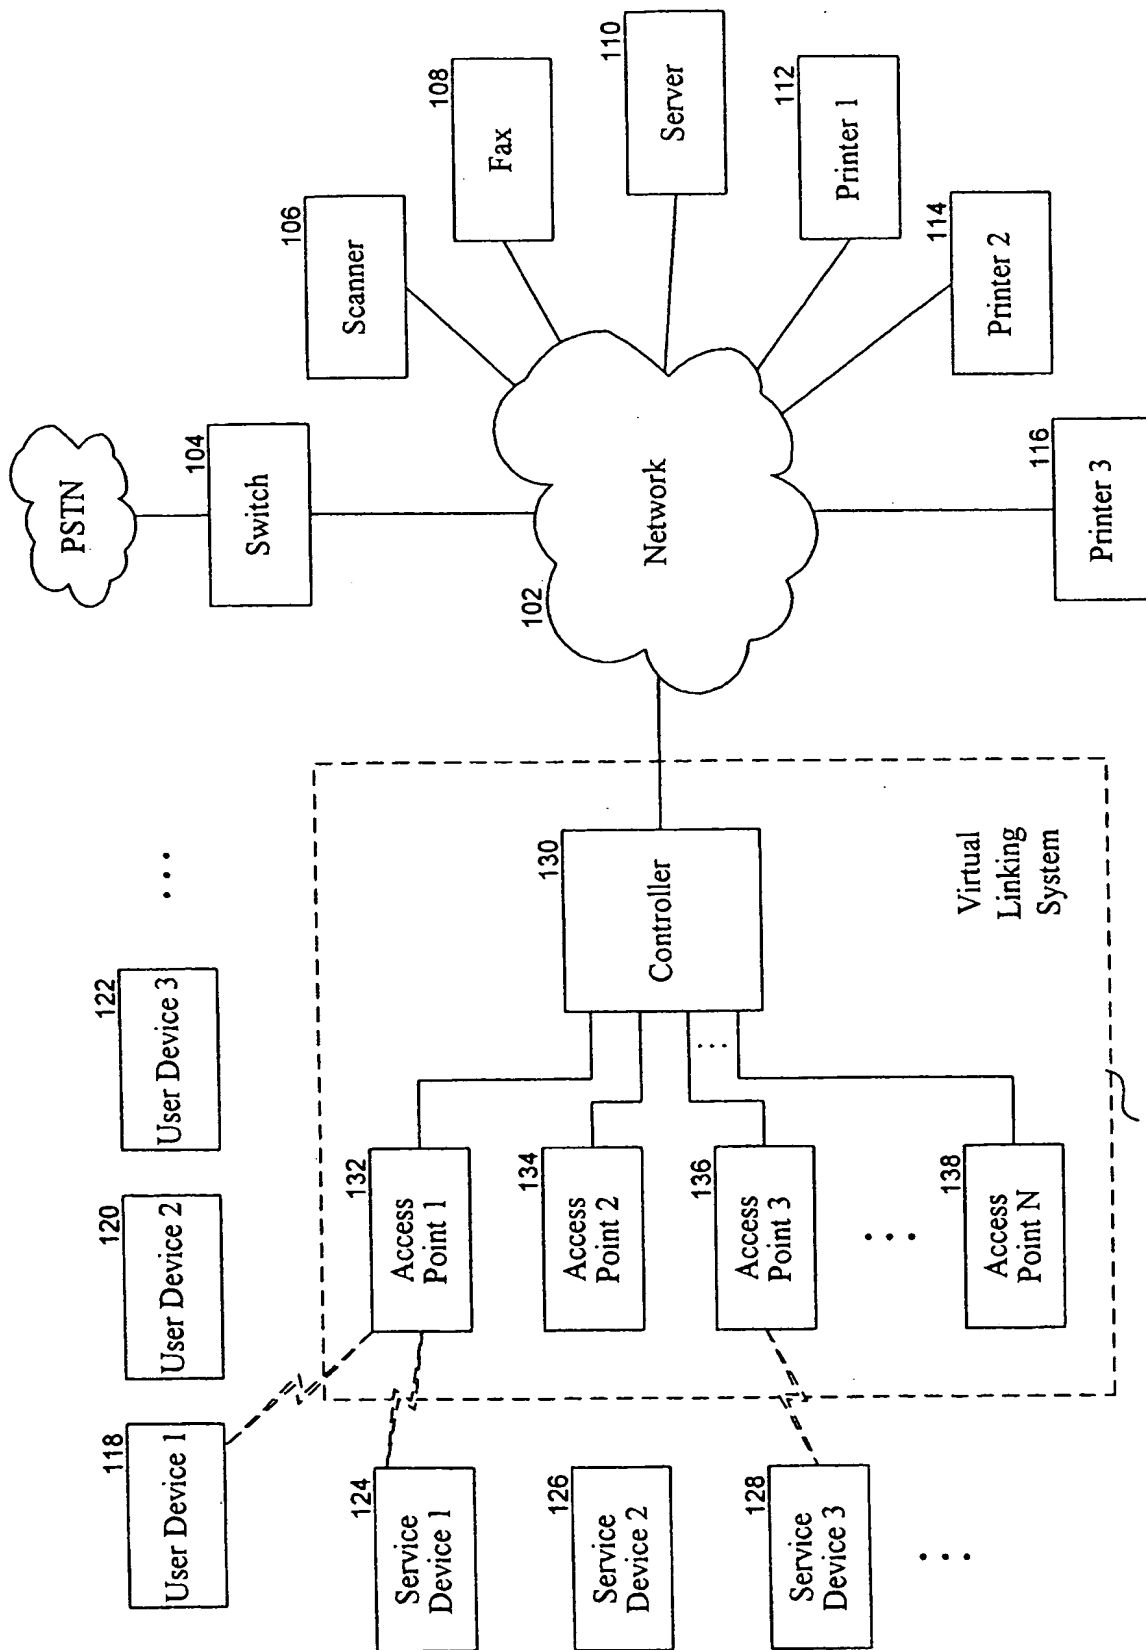 118
User Device 1
120
User Device 2
122
User Device 3
...
PSTN
104
Switch
106
Scanner
108
Fax
110
Server
112
Printer 1
114
Printer 2
116
Printer 3
102
Network
124
Service
Device 1
126
Service
Device 2
128
Service
Device 3
...
132
Access
Point 1
134
Access
Point 2
136
Access
Point 3
...
138
Access
Point N
130
Controller
...
Virtual
Linking
System